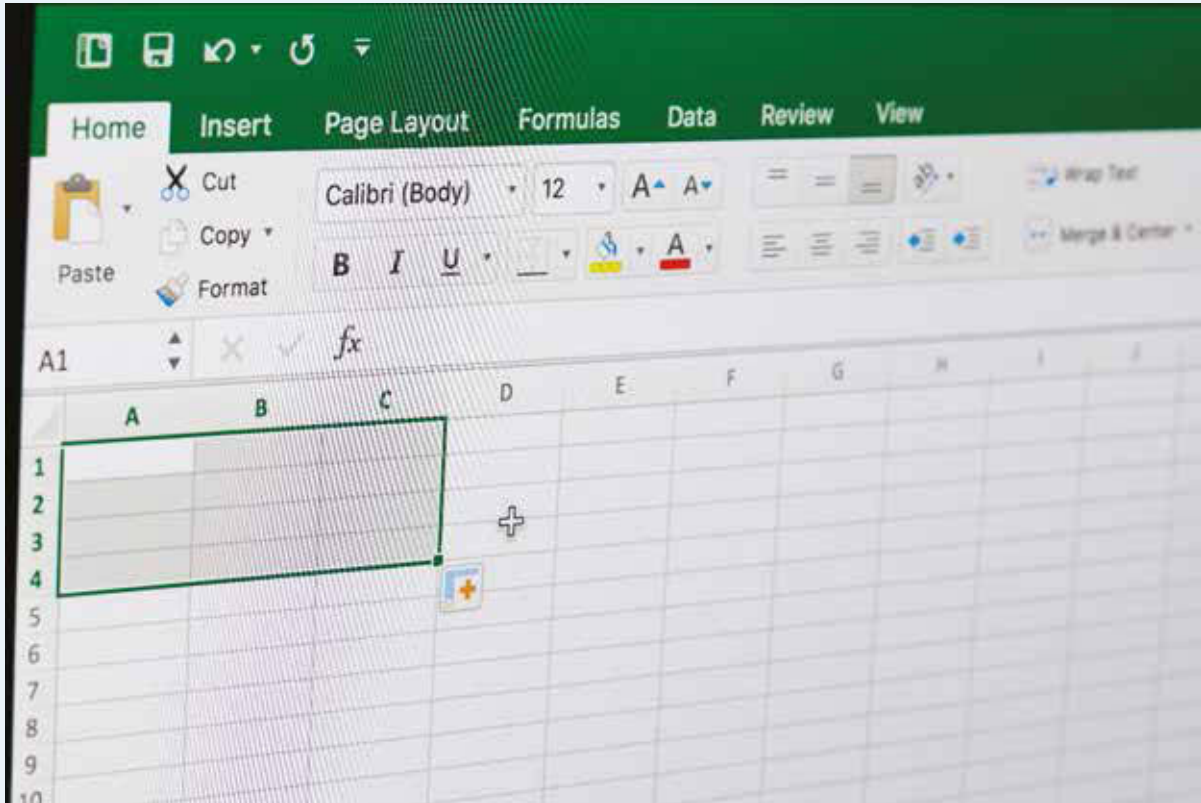 Home Insert Page Layout Formulas Data Review View
Cut
Calibri (Body) 12 A A
Wrap Text
Copy
Paste
B I U A
Merge & Center
Format
A1 fx
A B C D E F G H I J
1
2
3
4
5
6
7
8
9
10